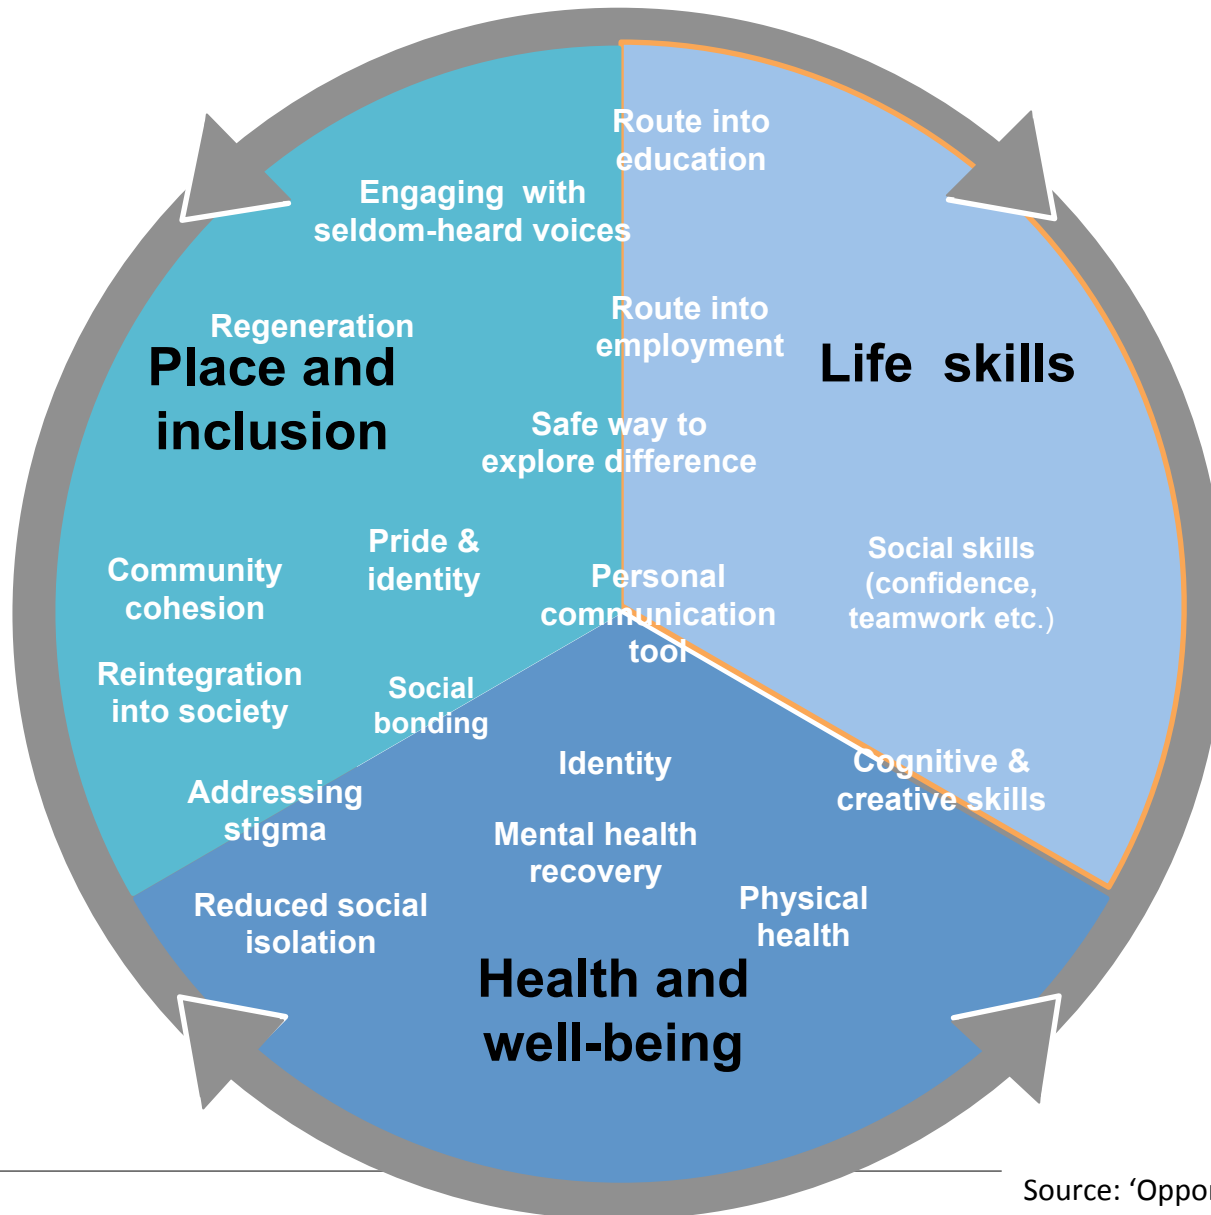 Route into
education
Engaging  with
seldom-heard voices
Route into
employment
Regeneration
Place and
inclusion
Life  skills
Safe way to
explore difference
Pride &
identity
Community
cohesion
Personal
communication
tool
Social skills
(confidence,
teamwork etc.)
Reintegration
into society
Social
bonding
Identity
Cognitive &
creative skills
Addressing
stigma
Mental health
recovery
Physical
health
Reduced social
isolation
Health and
well-being
Source: